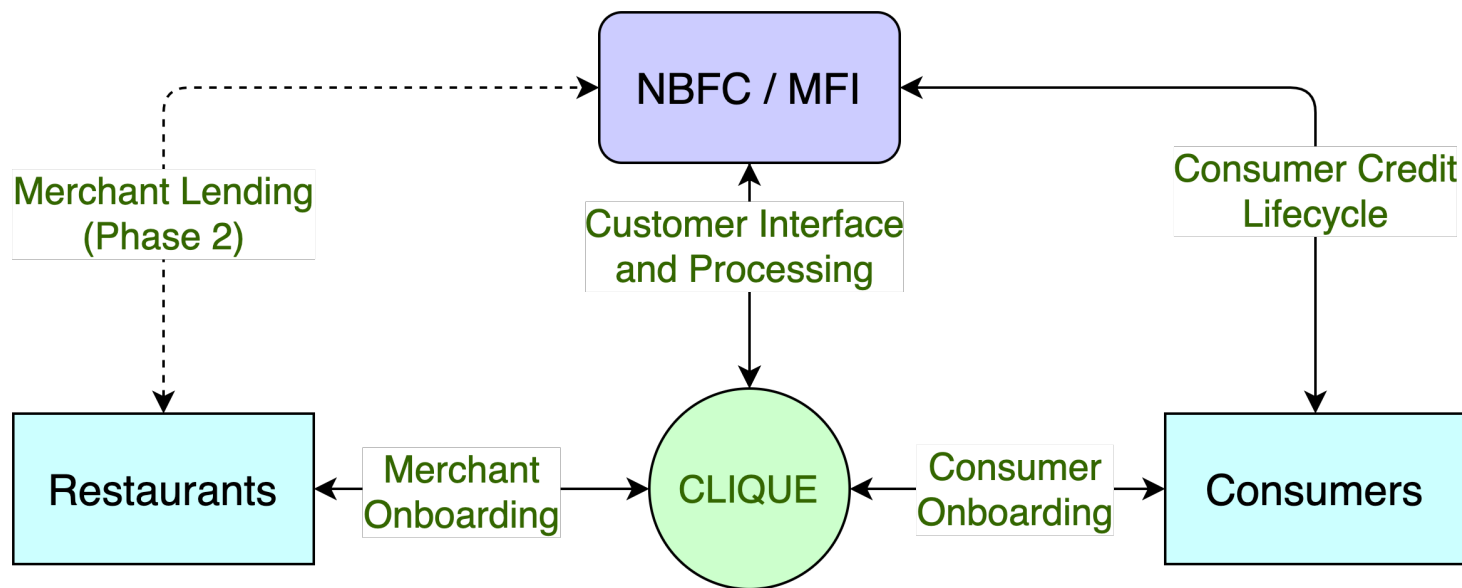 NBFC / MFI
Merchant Lending
(Phase 2)
Customer Interface
and Processing
Consumer Credit
Lifecycle
Restaurants
Merchant
Onboarding
CLIQUE
Consumer
Onboarding
Consumers